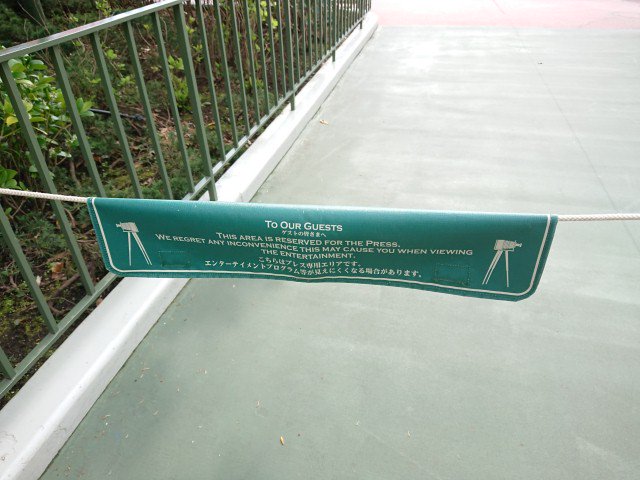 TO OUR GUESTS
ゲストの皆さまへ
THIS AREA IS RESERVED FOR THE PRESS.
WE REGRET ANY INCONVENIENCE THIS MAY CAUSE YOU WHEN VIEWING
THE ENTERTAINMENT.
こちらはプレス専用エリアです。
エンターテイメントプログラム等が見えにくくなる場合があります。